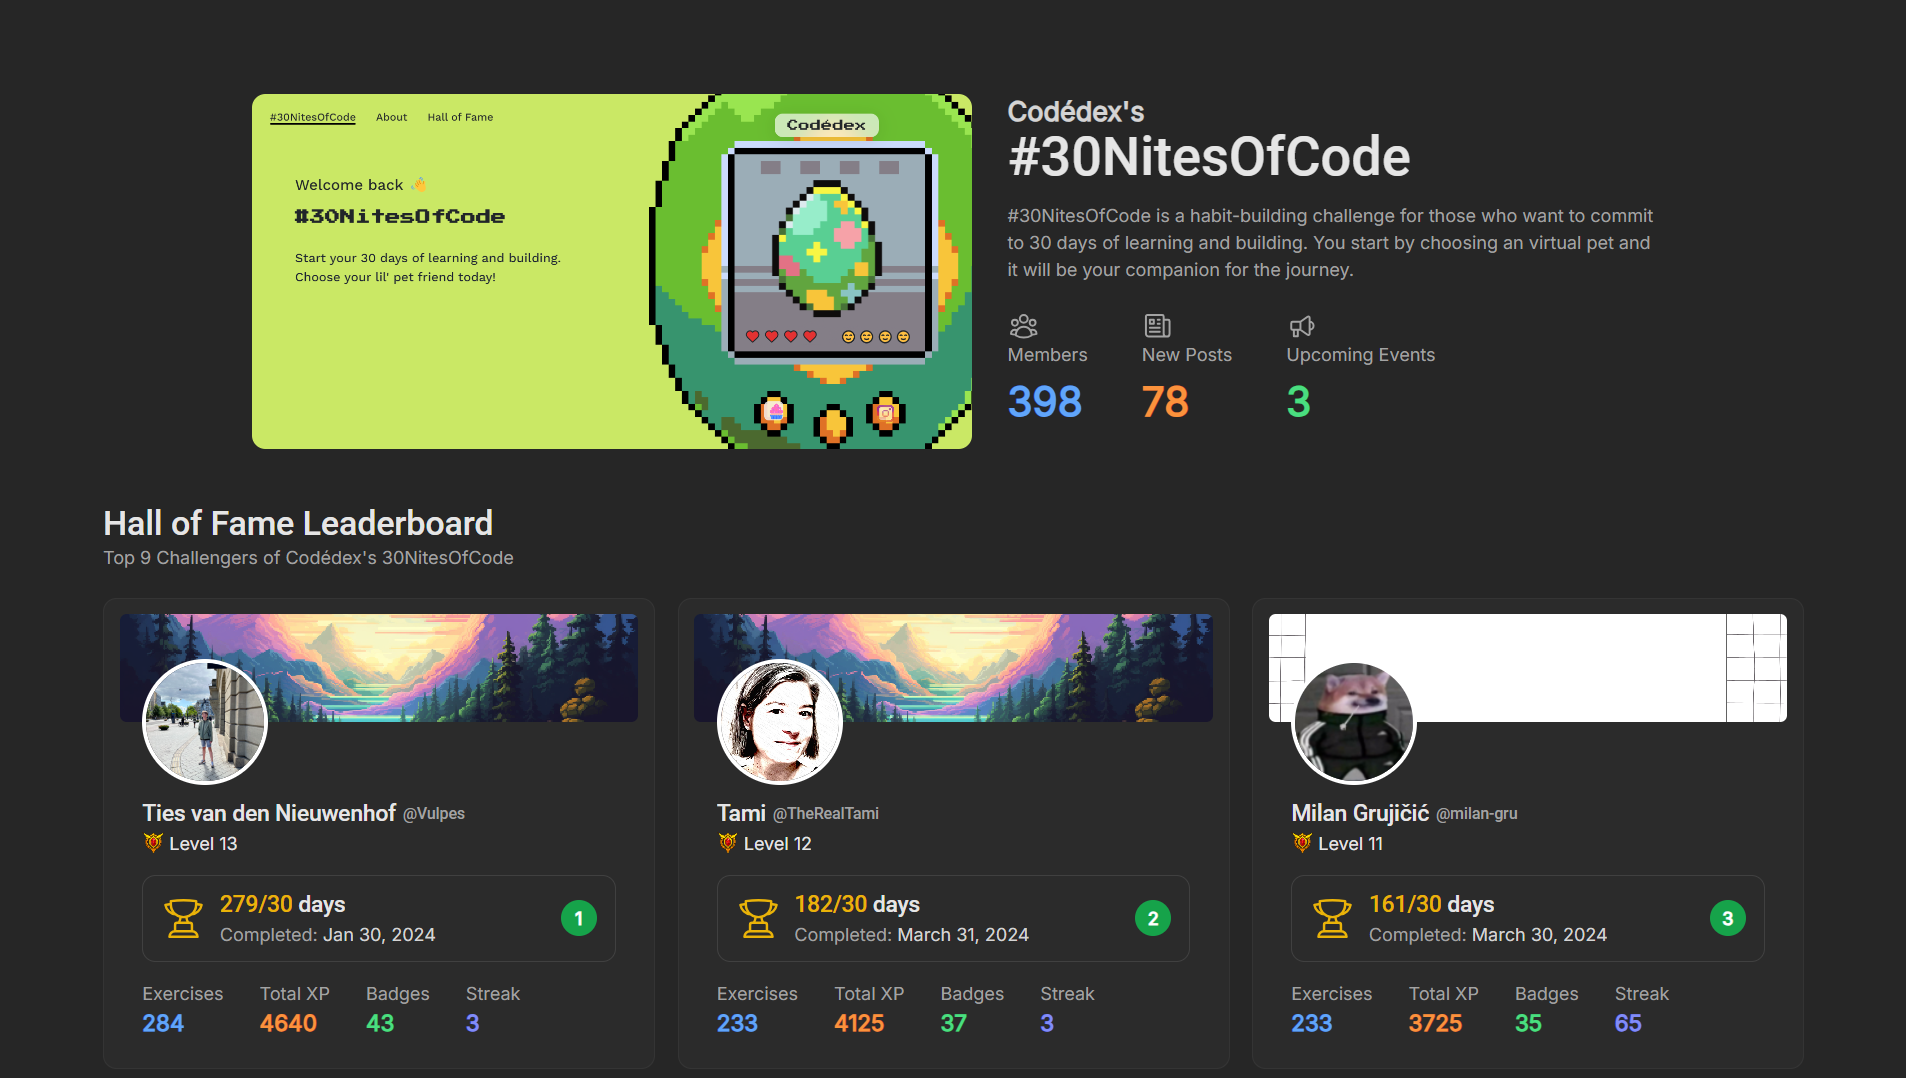 #30NitesOfCode About Hall of Fame
Codédex
Welcome back
#30NitesOfCode
Start your 30 days of learning and building.
Choose your lil' pet friend today!
Codédex's
#30NitesOfCode
#30NitesOfCode is a habit-building challenge for those who want to commit
to 30 days of learning and building. You start by choosing an virtual pet and
it will be your companion for the journey.
Members New Posts Upcoming Events
398 78 3
Hall of Fame Leaderboard
Top 9 Challengers of Codédex's 30NitesOfCode
Ties van den Nieuwenhof @Vulpes
Level 13
279/30 days
Completed: Jan 30, 2024
1
Exercises Total XP Badges Streak
284 4640 43 3
Tami @TheRealTami
Level 12
182/30 days
Completed: March 31, 2024
2
Exercises Total XP Badges Streak
233 4125 37 3
Milan Grujičić @milan-gru
Level 11
161/30 days
Completed: March 30, 2024
3
Exercises Total XP Badges Streak
233 3725 35 65